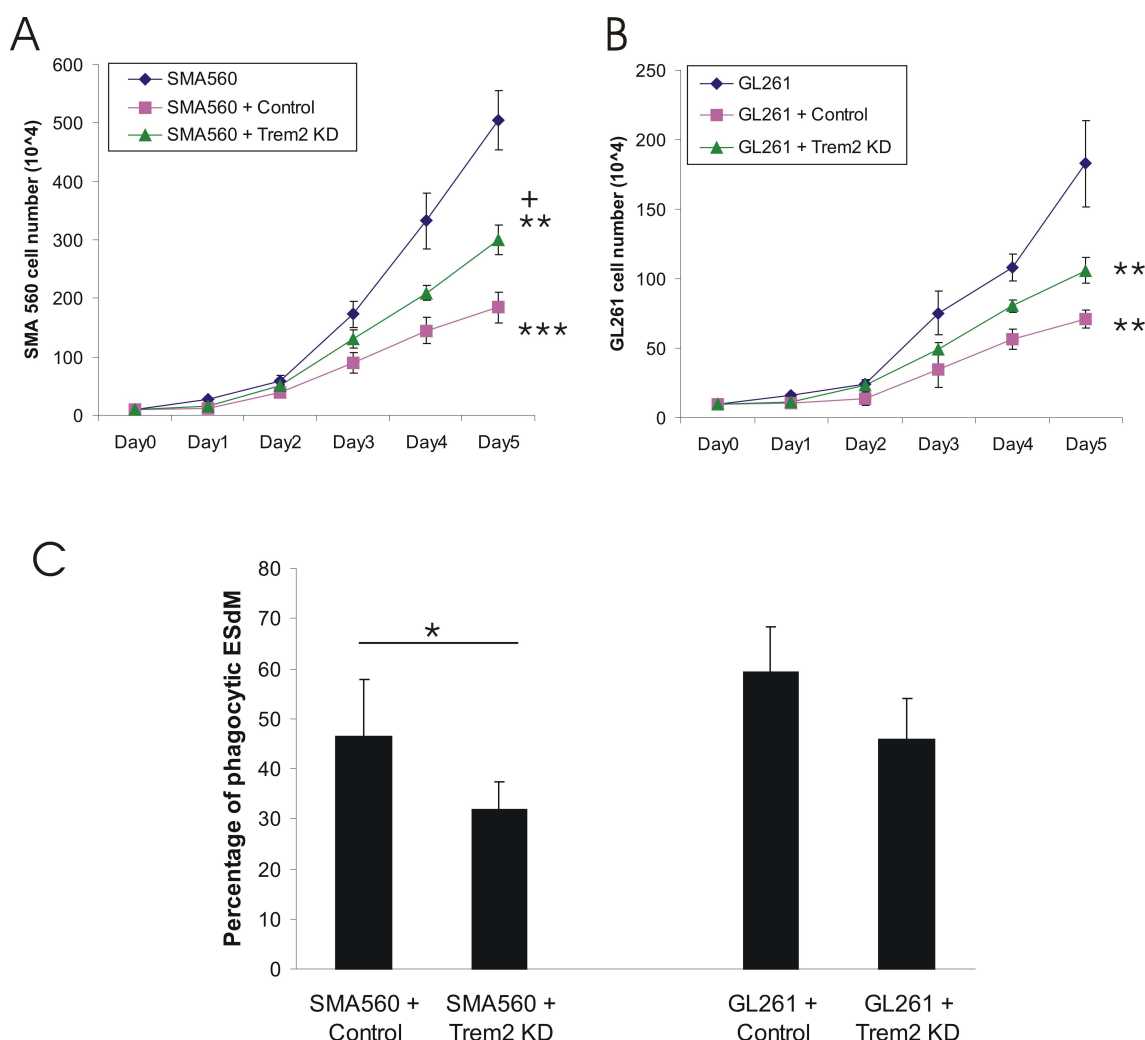 A
SMA 560 cell number (10^4)
600
500
400
300
200
100
0
SMA560
SMA560 + Control
SMA560 + Trem2 KD
+
**
***
Day0 Day1 Day2 Day3 Day4 Day5
B
GL261 cell number (10^4)
250
200
150
100
50
0
GL261
GL261 + Control
GL261 + Trem2 KD
**
**
Day0 Day1 Day2 Day3 Day4 Day5
C
Percentage of phagocytic ESdM
80
70
60
50
40
30
20
10
0
*
SMA560 +
Control
SMA560 +
Trem2 KD
GL261 +
Control
GL261 +
Trem2 KD